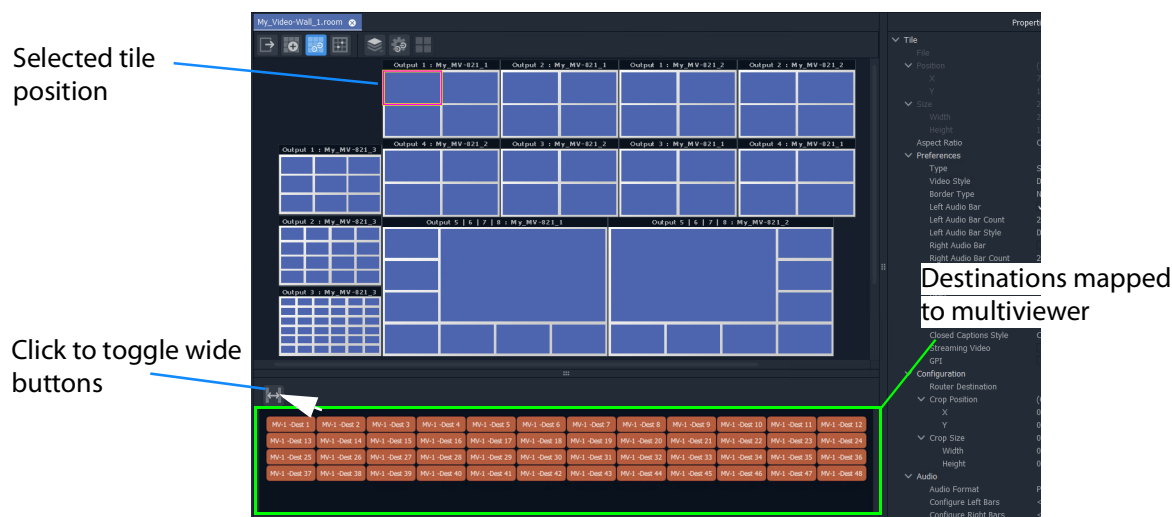 My_Video-Wall_1.room
Properti
Selected tile
position
Output 1 : My_MV-821_1
Output 2 : My_MV-821_1
Output 1 : My_MV-821_2
Output 2 : My_MV-821_2
Output 4 : My_MV-821_2
Output 3 : My_MV-821_2
Output 3 : My_MV-821_1
Output 4 : My_MV-821_1
Output 1 : My_MV-821_3
Output 2 : My_MV-821_3
Output 5 | 6 | 7 | 8 : My_MV-821_1
Output 5 | 6 | 7 | 8 : My_MV-821_2
Output 3 : My_MV-821_3
Tile
File
Position
X
Y
Size
Width
Height
Aspect Ratio
Preferences
Type
Video Style
Border Type
Left Audio Bar
Left Audio Bar Count
Left Audio Bar Style
Right Audio Bar
Right Audio Bar Count
Destinations mapped
to multiviewer
Closed Captions Style
Streaming Video
GPI
Configuration
Router Destination
Crop Position
X
Y
Crop Size
Width
Height
Audio
Audio Format
Configure Left Bars
Configure Right Bars
Click to toggle wide
buttons
MV-1 -Dest 1 MV-1 -Dest 2 MV-1 -Dest 3 MV-1 -Dest 4 MV-1 -Dest 5 MV-1 -Dest 6 MV-1 -Dest 7 MV-1 -Dest 8 MV-1 -Dest 9 MV-1 -Dest 10 MV-1 -Dest 11 MV-1 -Dest 12
MV-1 -Dest 13 MV-1 -Dest 14 MV-1 -Dest 15 MV-1 -Dest 16 MV-1 -Dest 17 MV-1 -Dest 18 MV-1 -Dest 19 MV-1 -Dest 20 MV-1 -Dest 21 MV-1 -Dest 22 MV-1 -Dest 23 MV-1 -Dest 24
MV-1 -Dest 25 MV-1 -Dest 26 MV-1 -Dest 27 MV-1 -Dest 28 MV-1 -Dest 29 MV-1 -Dest 30 MV-1 -Dest 31 MV-1 -Dest 32 MV-1 -Dest 33 MV-1 -Dest 34 MV-1 -Dest 35 MV-1 -Dest 36
MV-1 -Dest 37 MV-1 -Dest 38 MV-1 -Dest 39 MV-1 -Dest 40 MV-1 -Dest 41 MV-1 -Dest 42 MV-1 -Dest 43 MV-1 -Dest 44 MV-1 -Dest 45 MV-1 -Dest 46 MV-1 -Dest 47 MV-1 -Dest 48